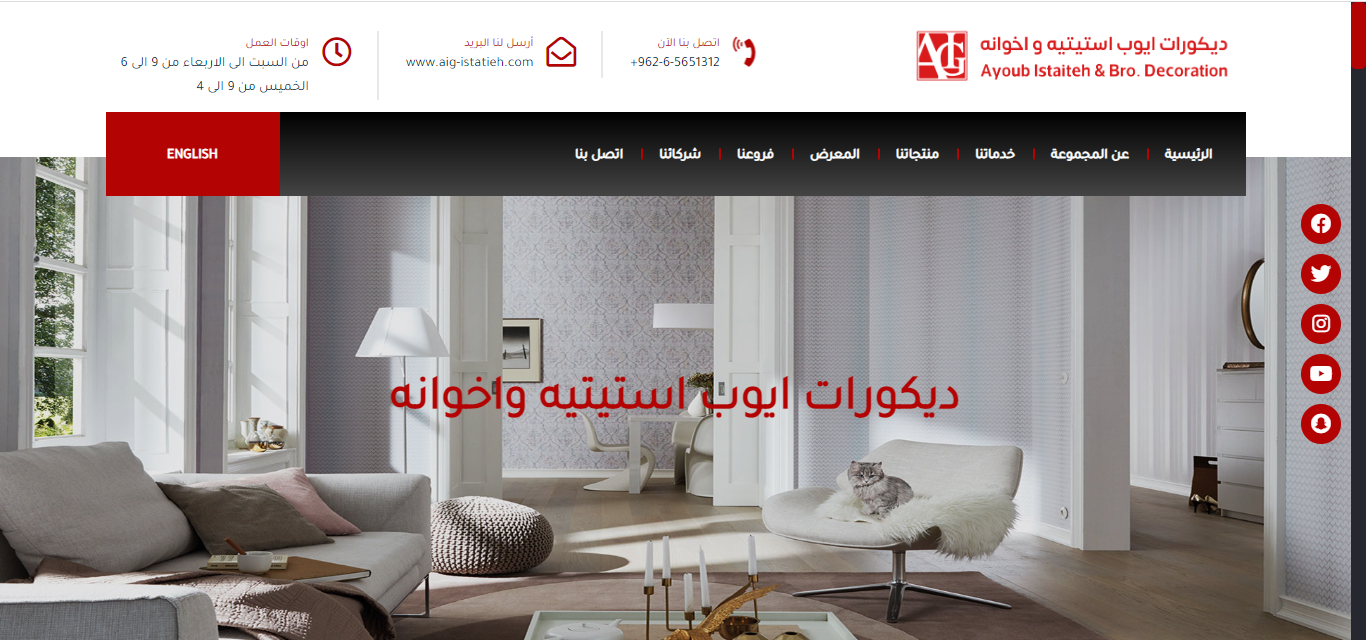 ديكورات ايوب استيتيه و اخوانه
Ayoub Istaiteh & Bro. Decoration
AIG
اتصل بنا الآن
+962-6-5651312
أرسل لنا البريد
www.aig-istatieh.com
اوقات العمل
من السبت الى الاربعاء من 9 الى 6
الخميس من 9 الى 4
الرئيسية
عن المجموعة
خدماتنا
منتجاتنا
المعرض
فروعنا
شركائنا
اتصل بنا
ENGLISH
ديكورات ايوب استيتيه واخوانه